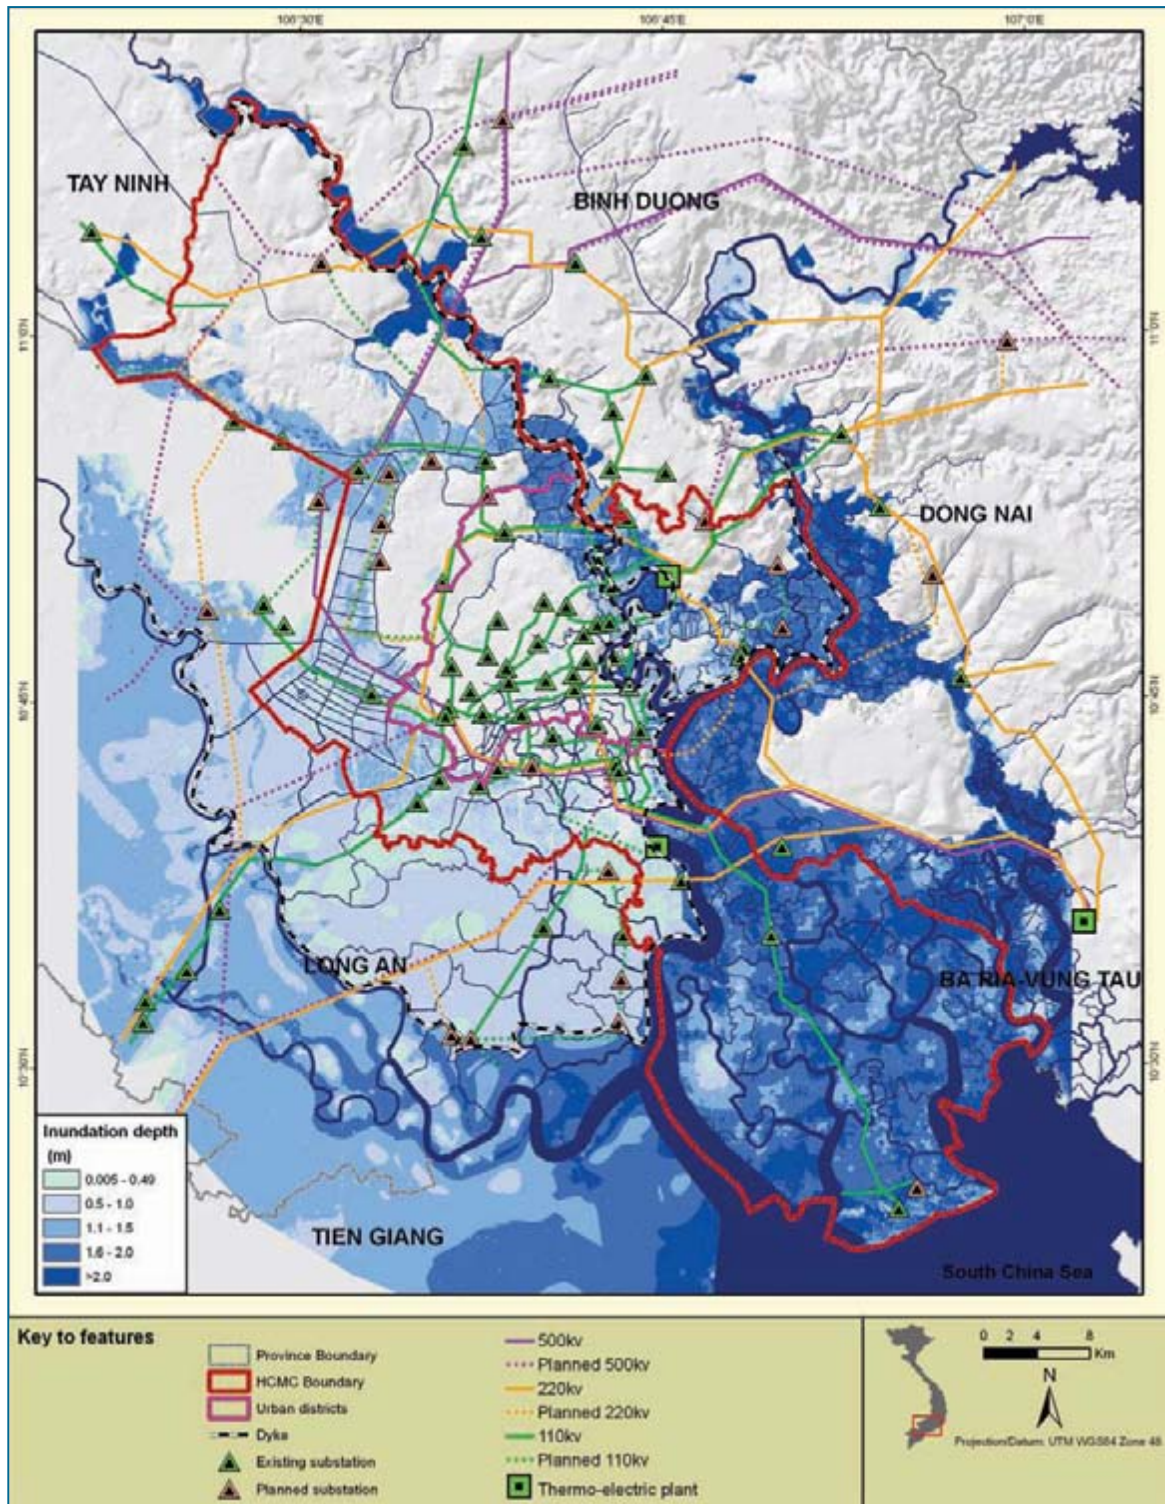 106°30'E
106°45'E
107°0'E
TAY NINH
BINH DUONG
11°0'N
11°0'N
DONG NAI
10°45'N
10°45'N
LONG AN
BA RIA-VUNG TAU
10°30'N
10°30'N
Inundation depth
(m)
0.005 - 0.49
0.5 - 1.0
1.1 - 1.5
1.6 - 2.0
>2.0
TIEN GIANG
South China Sea
Key to features
Province Boundary
HCMC Boundary
Urban districts
Dyke
Existing substation
Planned substation
500kv
Planned 500kv
220kv
Planned 220kv
110kv
Planned 110kv
Thermo-electric plant
0 2 4 8
Km
N
Projection/Datum: UTM WGS84 Zone 48